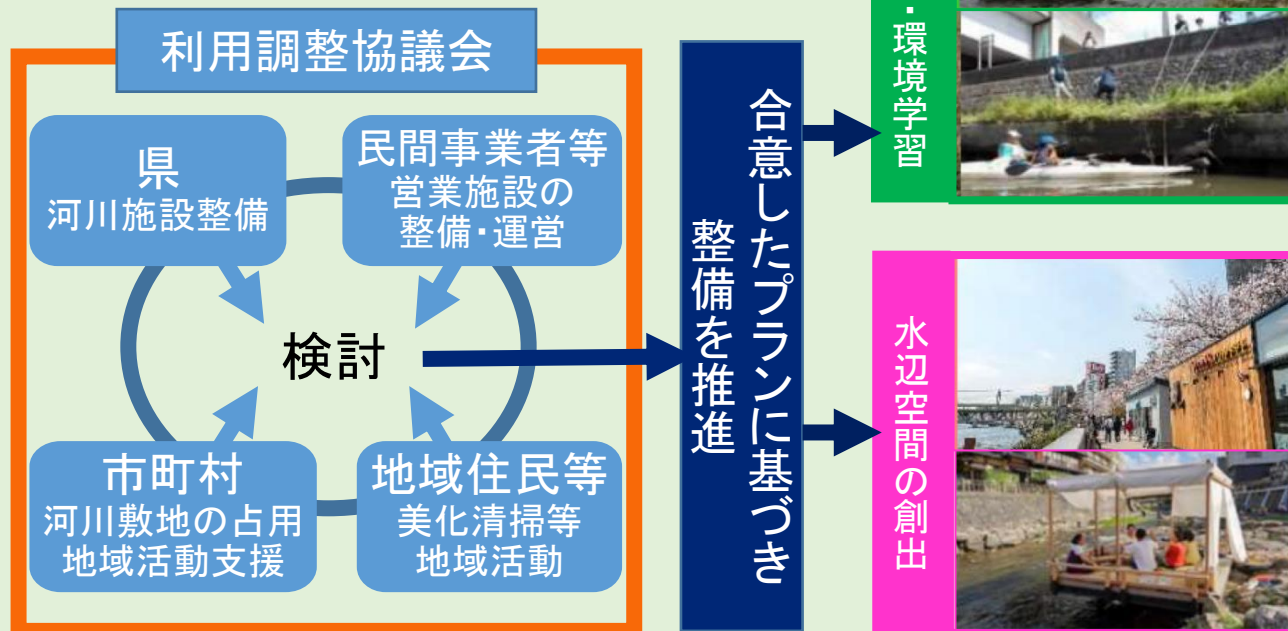 利用調整協議会
県
河川施設整備
民間事業者等
営業施設の
整備・運営
検討
市町村
河川敷地の占用
地域活動支援
地域住民等
美化清掃等
地域活動
合意したプランに基づき
整備を推進
・環境学習
水辺空間の創出